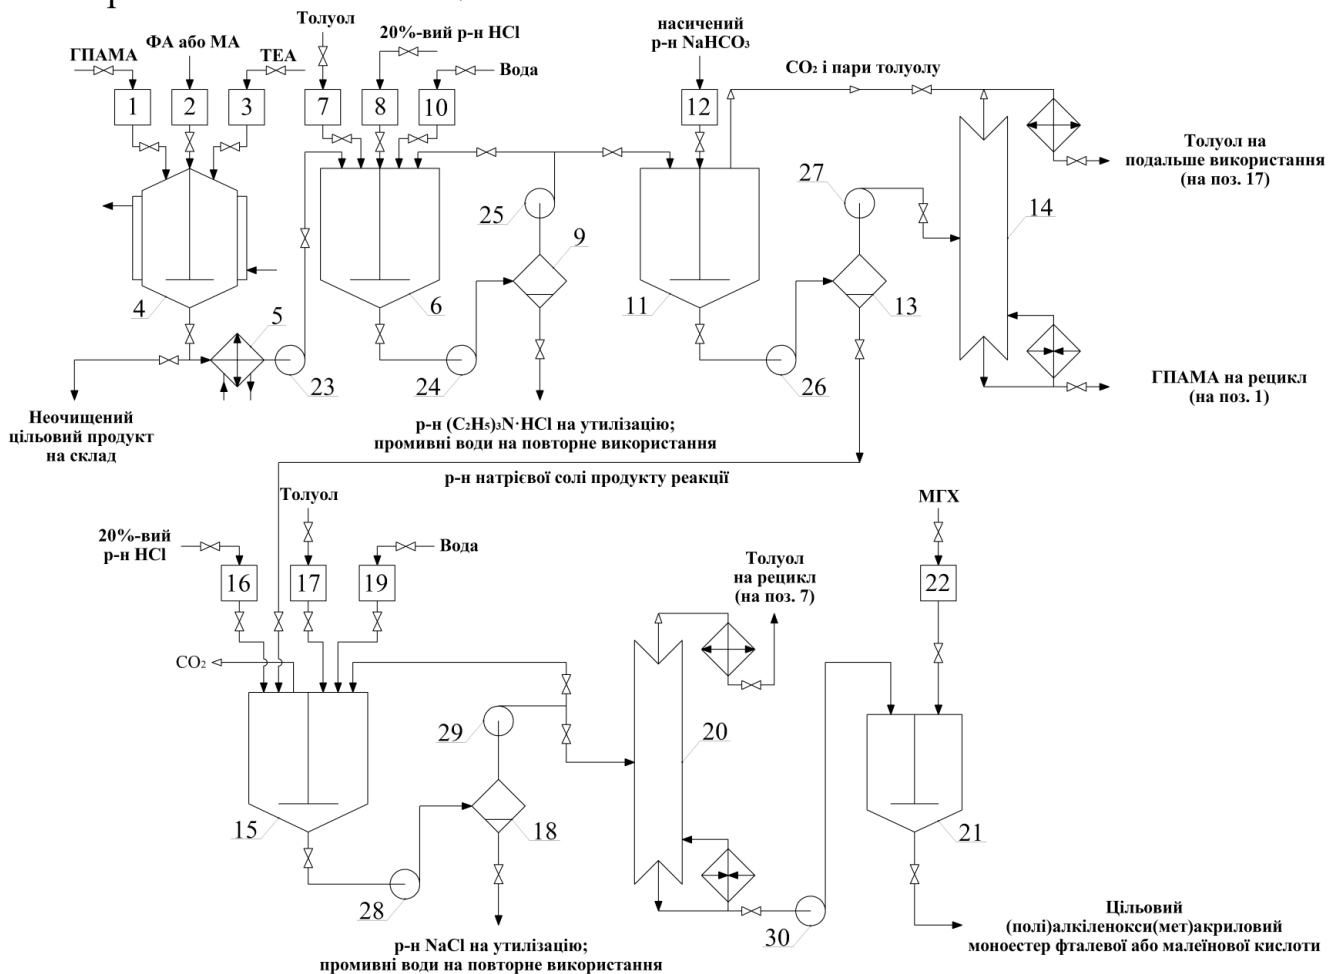 Толуол
ФА або МА
20%-вий р-н HCl
насичений
р-н NaHCO₃
ГПАМА
ТЕА
Вода
CO₂ і пари толуолу
1
2
3
7
8
10
12
Толуол на
подальше використання
(на поз. 17)
27
25
9
14
4
5
6
11
13
23
24
26
ГПАМА на рецикл
(на поз. 1)
Неочищений
цільовий продукт
на склад
р-н (C₂H₅)₃N·HCl на утилізацію;
промивні води на повторне використання
р-н натрієвої солі продукту реакції
Толуол
МГХ
20%-вий
р-н HCl
Вода
Толуол
на рецикл
(на поз. 7)
16
17
19
22
CO₂
29
20
15
18
21
28
30
Цільовий
(полі)алкіленокси(мет)акриловий
моноестер фталевої або малеїнової кислоти
р-н NaCl на утилізацію;
промивні води на повторне використання